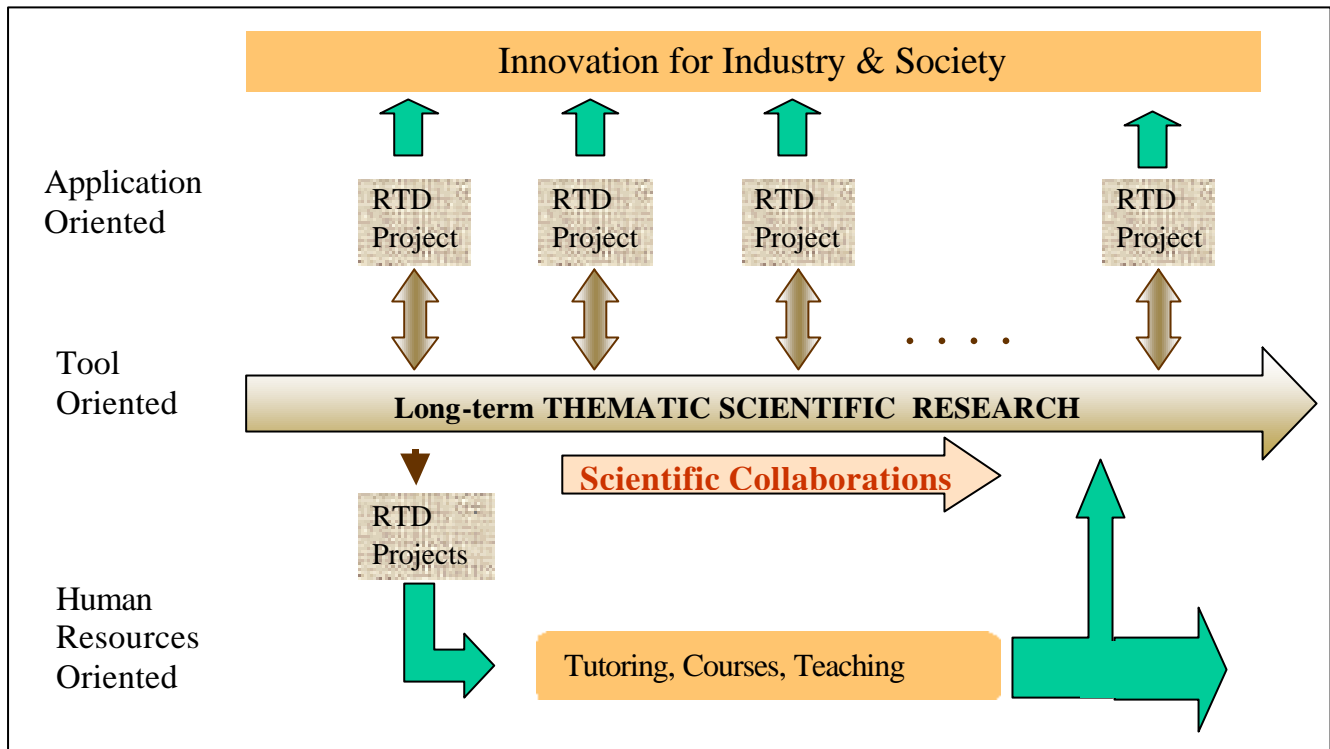 Innovation for Industry & Society
Application
Oriented
RTD
Project
RTD
Project
RTD
Project
RTD
Project
. . . .
Tool
Oriented
Long-term THEMATIC SCIENTIFIC RESEARCH
Scientific Collaborations
RTD
Projects
Human
Resources
Oriented
Tutoring, Courses, Teaching